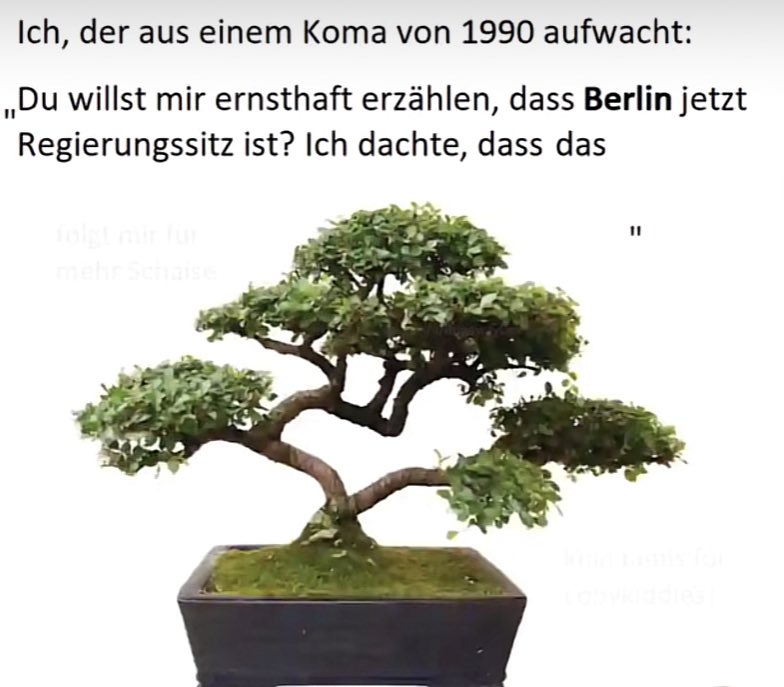 Ich, der aus einem Koma von 1990 aufwacht:
„Du willst mir ernsthaft erzählen, dass Berlin jetzt
Regierungssitz ist? Ich dachte, dass das
"
folgt mir für
mehr Schaise